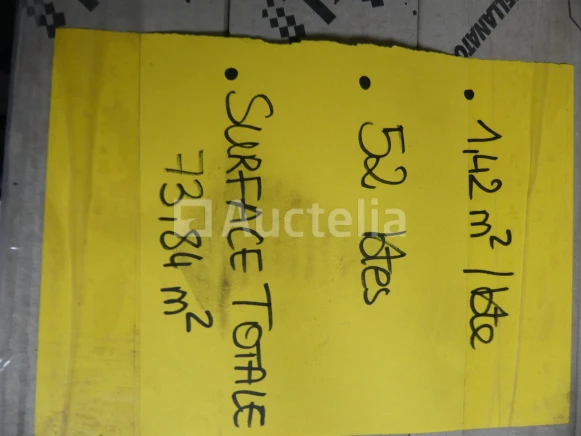 • 1,42 m² / bte
• 52 btes
• SURFACE TOTALE
73,84 m²
Auctelia